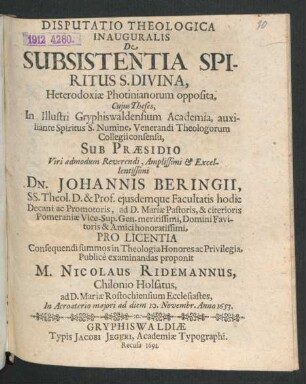 DISPUTATIO THEOLOGICA
INAUGURALIS
De
SUBSISTENTIA SPI-
RITUS S. DIVINA,
Heterodoxiæ Photinianorum opposita,
Cujus Theses,
In Illustri Gryphiswaldensium Academia, auxi-
liante Spiritus S. Numine, Venerandi Theologorum
Collegii consensu,
SUB PRÆSIDIO
Viri admodum Reverendi, Amplissimi & Excel-
lentissimi
DN. JOHANNIS BERINGII,
SS. Theol. D. & Prof. ejusdemque Facultatis hodie
Decani ac Promotoris, ad D. Mariæ Pastoris, & citerioris
Pomeraniæ Vice-Sup. Gen. meritissimi, Domini Favi-
toris & Amici honoratissimi,
PRO LICENTIA
Consequendi summos in Theologia Honores ac Privilegia,
Publicè examinandas proponit
M. NICOLAUS RIDEMANNUS,
Chilonio Holsatus,
ad D. Mariæ Rostochiensium Ecclesiastes,
In Acroaterio majori ad diem 10. Novembr. Anno 1657.
GRYPHISWALDIÆ
Typis JACOBI JEGERI, Academiæ Typographi.
Recusa 1691.
1912 4260.